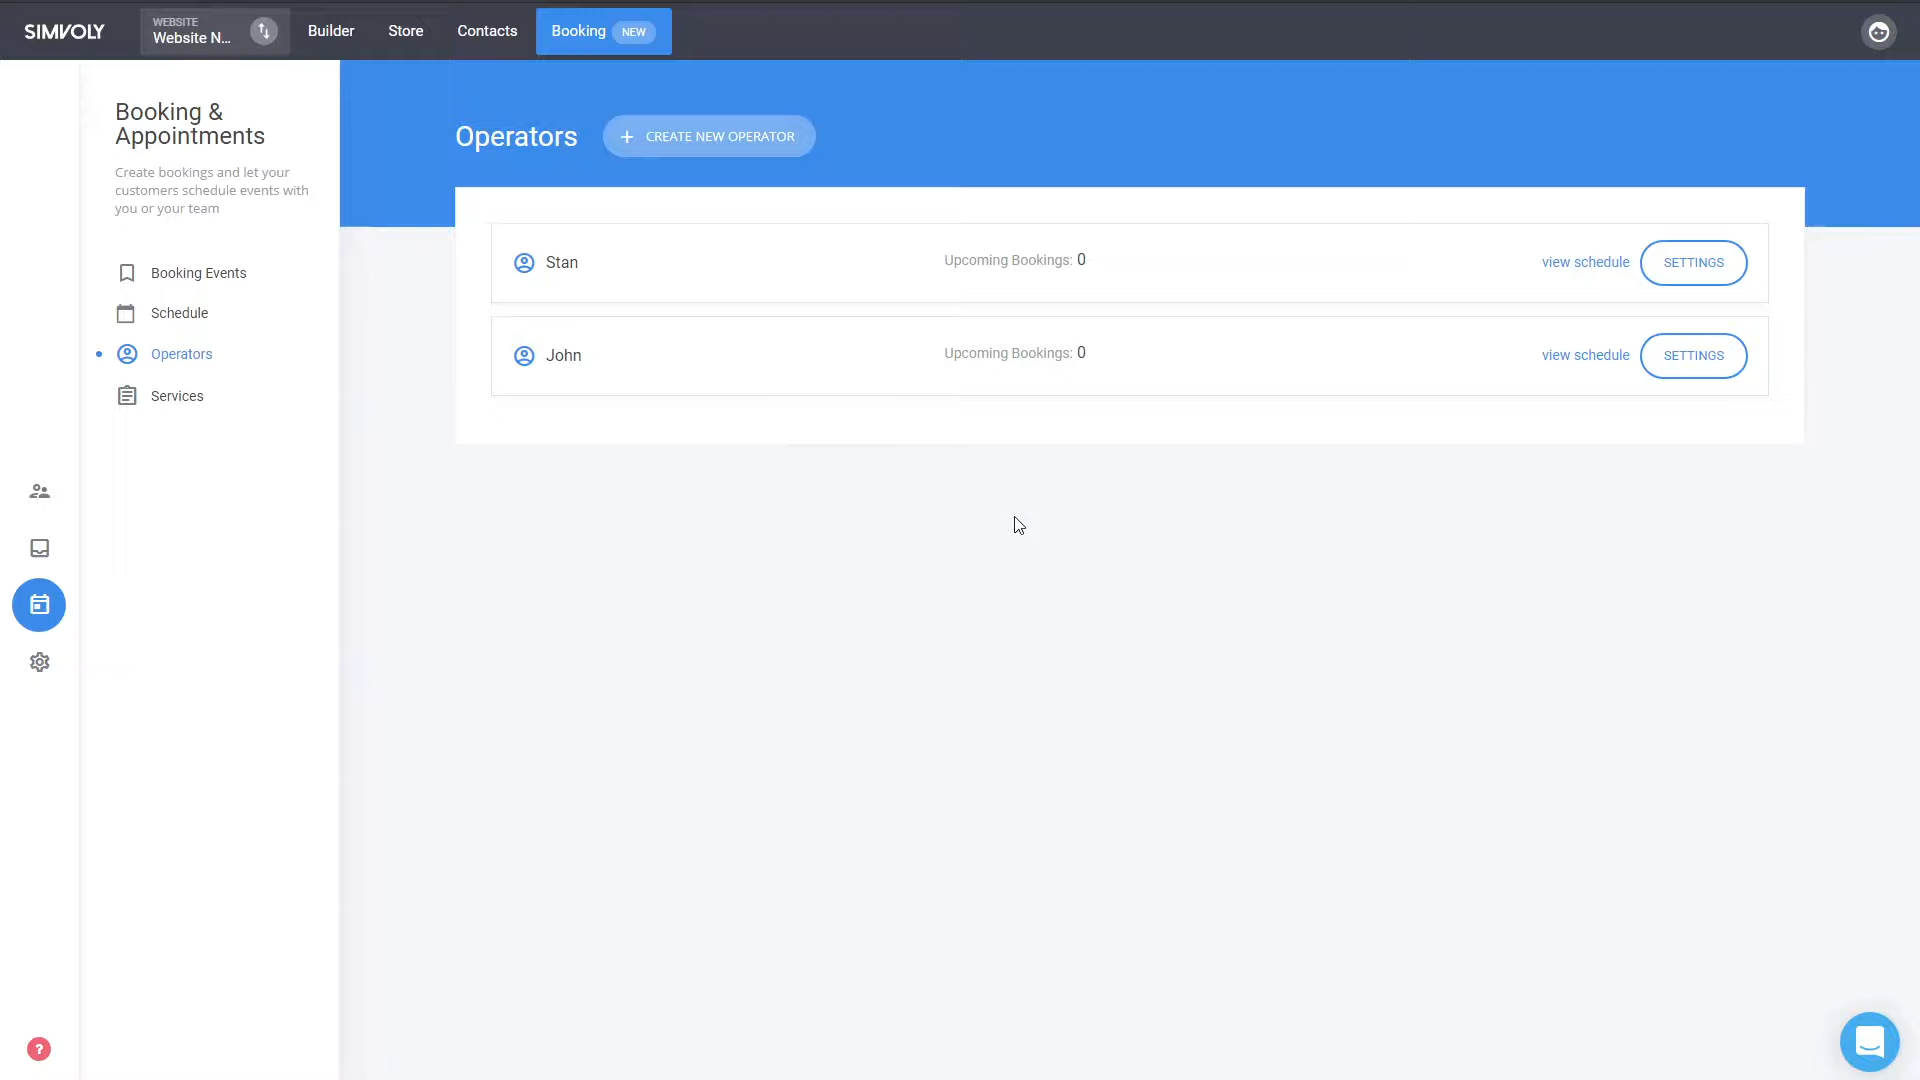 SIMVOLY
WEBSITE
Website N...
Builder
Store
Contacts
Booking NEW
Booking &
Appointments
Create bookings and let your
customers schedule events with
you or your team
Booking Events
Schedule
Operators
Services
Operators
+ CREATE NEW OPERATOR
Stan
Upcoming Bookings: 0
view schedule
SETTINGS
John
Upcoming Bookings: 0
view schedule
SETTINGS
?